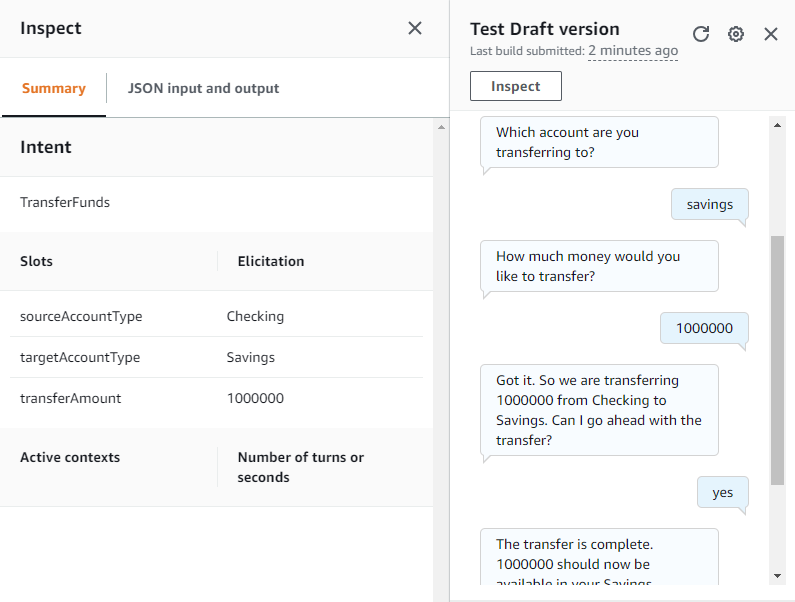 Inspect
Summary
JSON input and output
Intent
TransferFunds
Slots
Elicitation
sourceAccountType
Checking
targetAccountType
Savings
transferAmount
1000000
Active contexts
Number of turns or
seconds
Test Draft version
Last build submitted: 2 minutes ago
Inspect
Which account are you
transferring to?
savings
How much money would you
like to transfer?
1000000
Got it. So we are transferring
1000000 from Checking to
Savings. Can I go ahead with the
transfer?
yes
The transfer is complete.
1000000 should now be
available in your Savings